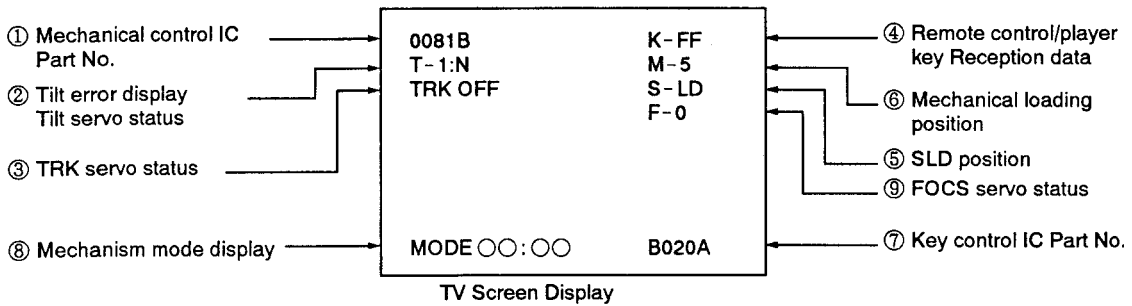 ① Mechanical control IC
Part No.
② Tilt error display
Tilt servo status
③ TRK servo status
⑧ Mechanism mode display
0081B K-FF
T-1:N M-5
TRK OFF S-LD
F-0
MODE○○:○○ B020A
④ Remote control/player
key Reception data
⑥ Mechanical loading
position
⑤ SLD position
⑨ FOCS servo status
⑦ Key control IC Part No.
TV Screen Display